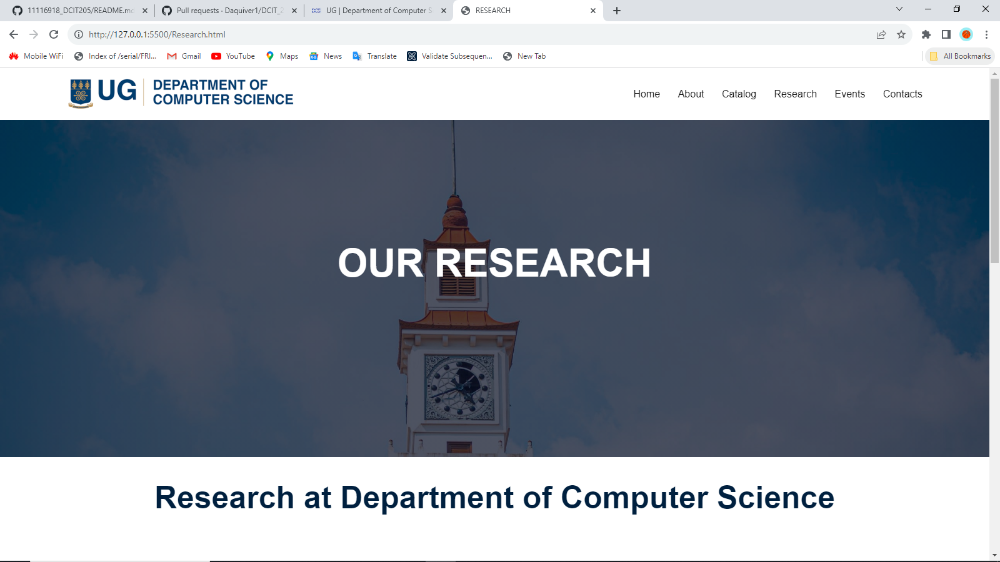 11116918_DCIT205/README.md
Pull requests · Daquiver1/DCIT_2
UG | Department of Computer S
RESEARCH
http://127.0.0.1:5500/Research.html
Mobile WiFi
Index of /serial/FRI...
Gmail
YouTube
Maps
News
Translate
Validate Subsequen...
New Tab
All Bookmarks
UG
DEPARTMENT OF
COMPUTER SCIENCE
Home
About
Catalog
Research
Events
Contacts
OUR RESEARCH
Research at Department of Computer Science